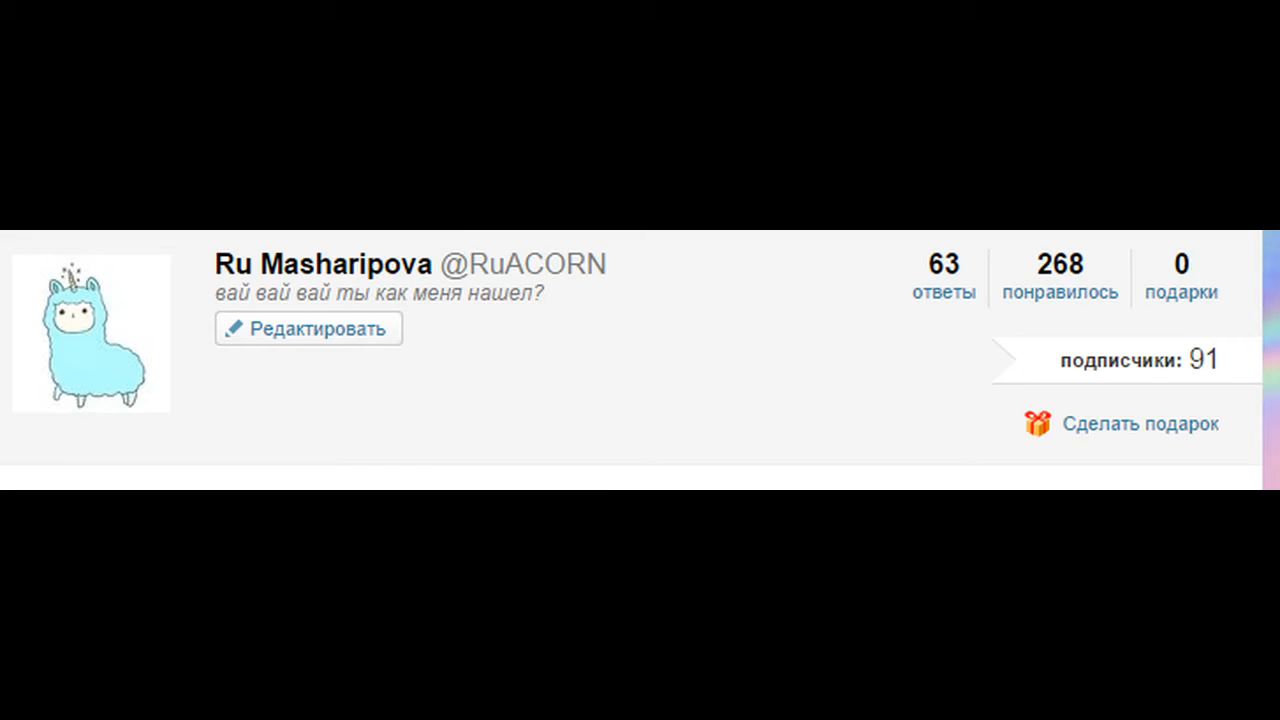 Ru Masharipova @RuACORN
вай вай вай ты как меня нашел?
Редактировать
63
ответы
268
понравилось
0
подарки
подписчики: 91
Сделать подарок